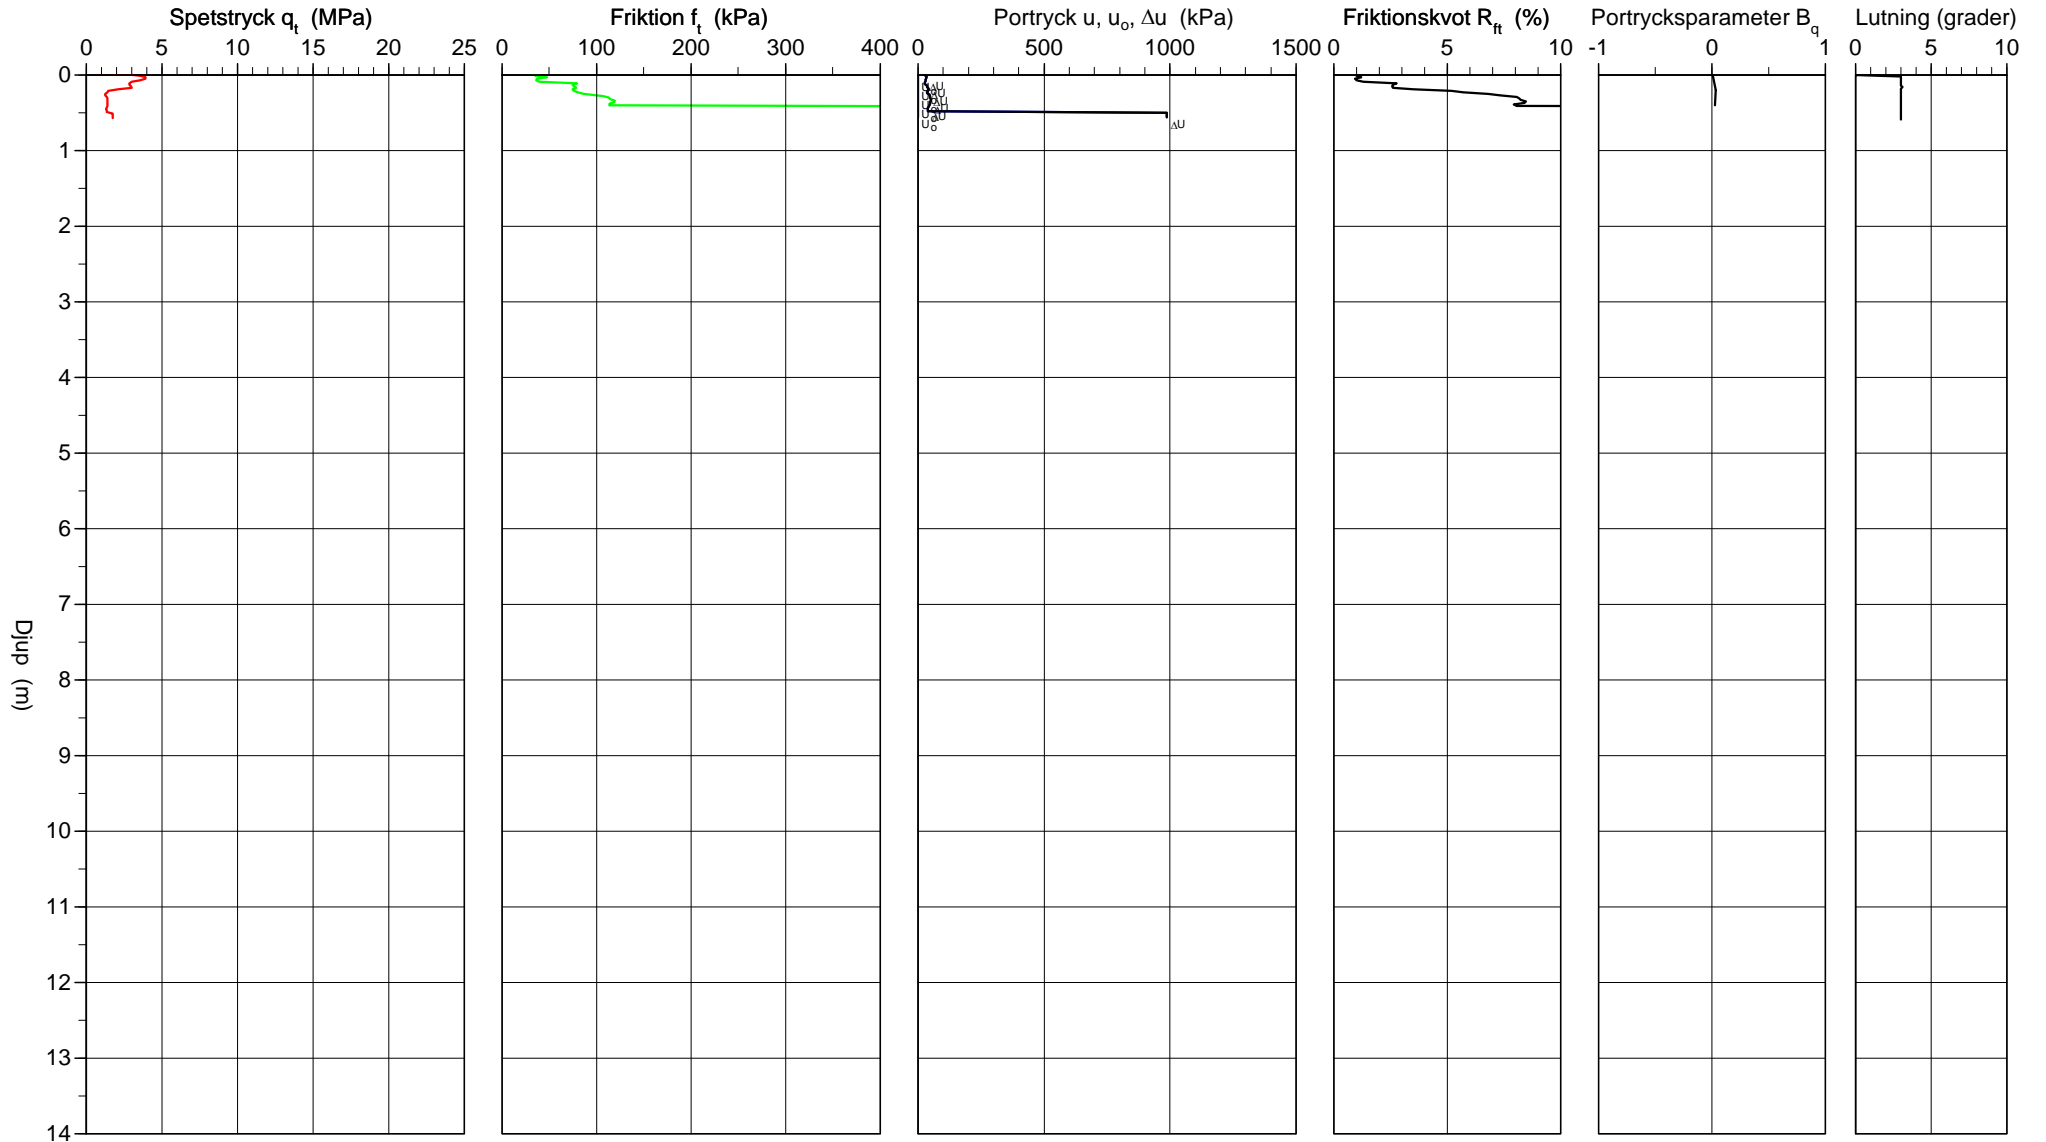 Spetstryck qt (MPa)
0 5 10 15 20 25
Friktion ft (kPa)
0 100 200 300 400
Portryck u, uo, Δu (kPa)
0 500 1000 1500
Friktionskvot Rft (%)
0 5 10
Portrycksparameter Bq
-1 0 1
Lutning (grader)
0 5 10
Djup (m)
0
1
2
3
4
5
6
7
8
9
10
11
12
13
14
Uo
ΔU